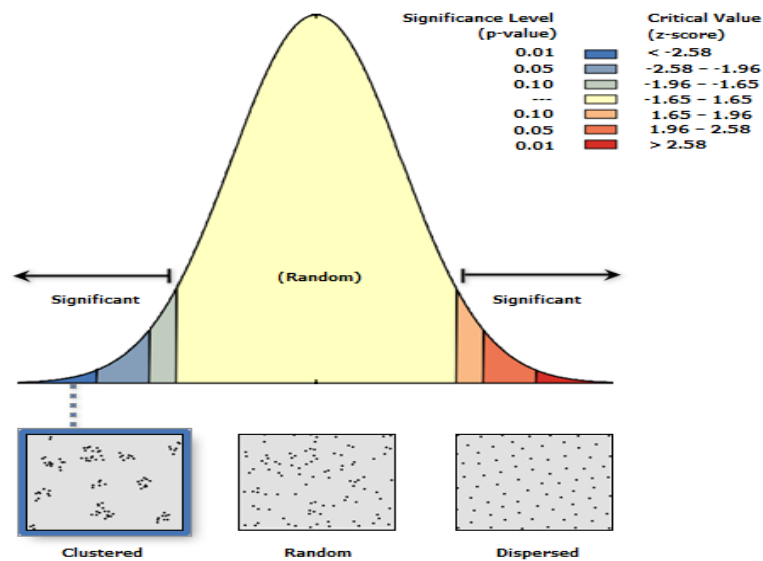 Significance Level Critical Value
(p-value) (z-score)
0.01 < -2.58
0.05 -2.58 – -1.96
0.10 -1.96 – -1.65
--- -1.65 – 1.65
0.10 1.65 – 1.96
0.05 1.96 – 2.58
0.01 > 2.58
(Random)
Significant Significant
Clustered Random Dispersed